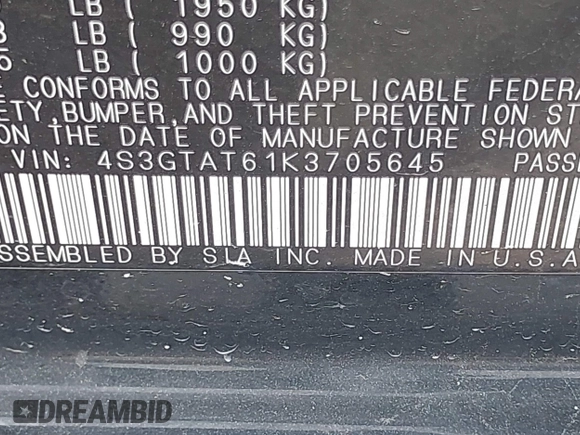 LB ( 1950 KG)
LB ( 990 KG)
LB ( 1000 KG)
CONFORMS TO ALL APPLICABLE FEDERA
ETY, BUMPER, AND THEFT PREVENTION ST
ON THE DATE OF MANUFACTURE SHOWN
VIN: 4S3GTAT61K3705645 PASS
SSEMBLED BY SIA INC. MADE IN U.S.A
DREAMBID